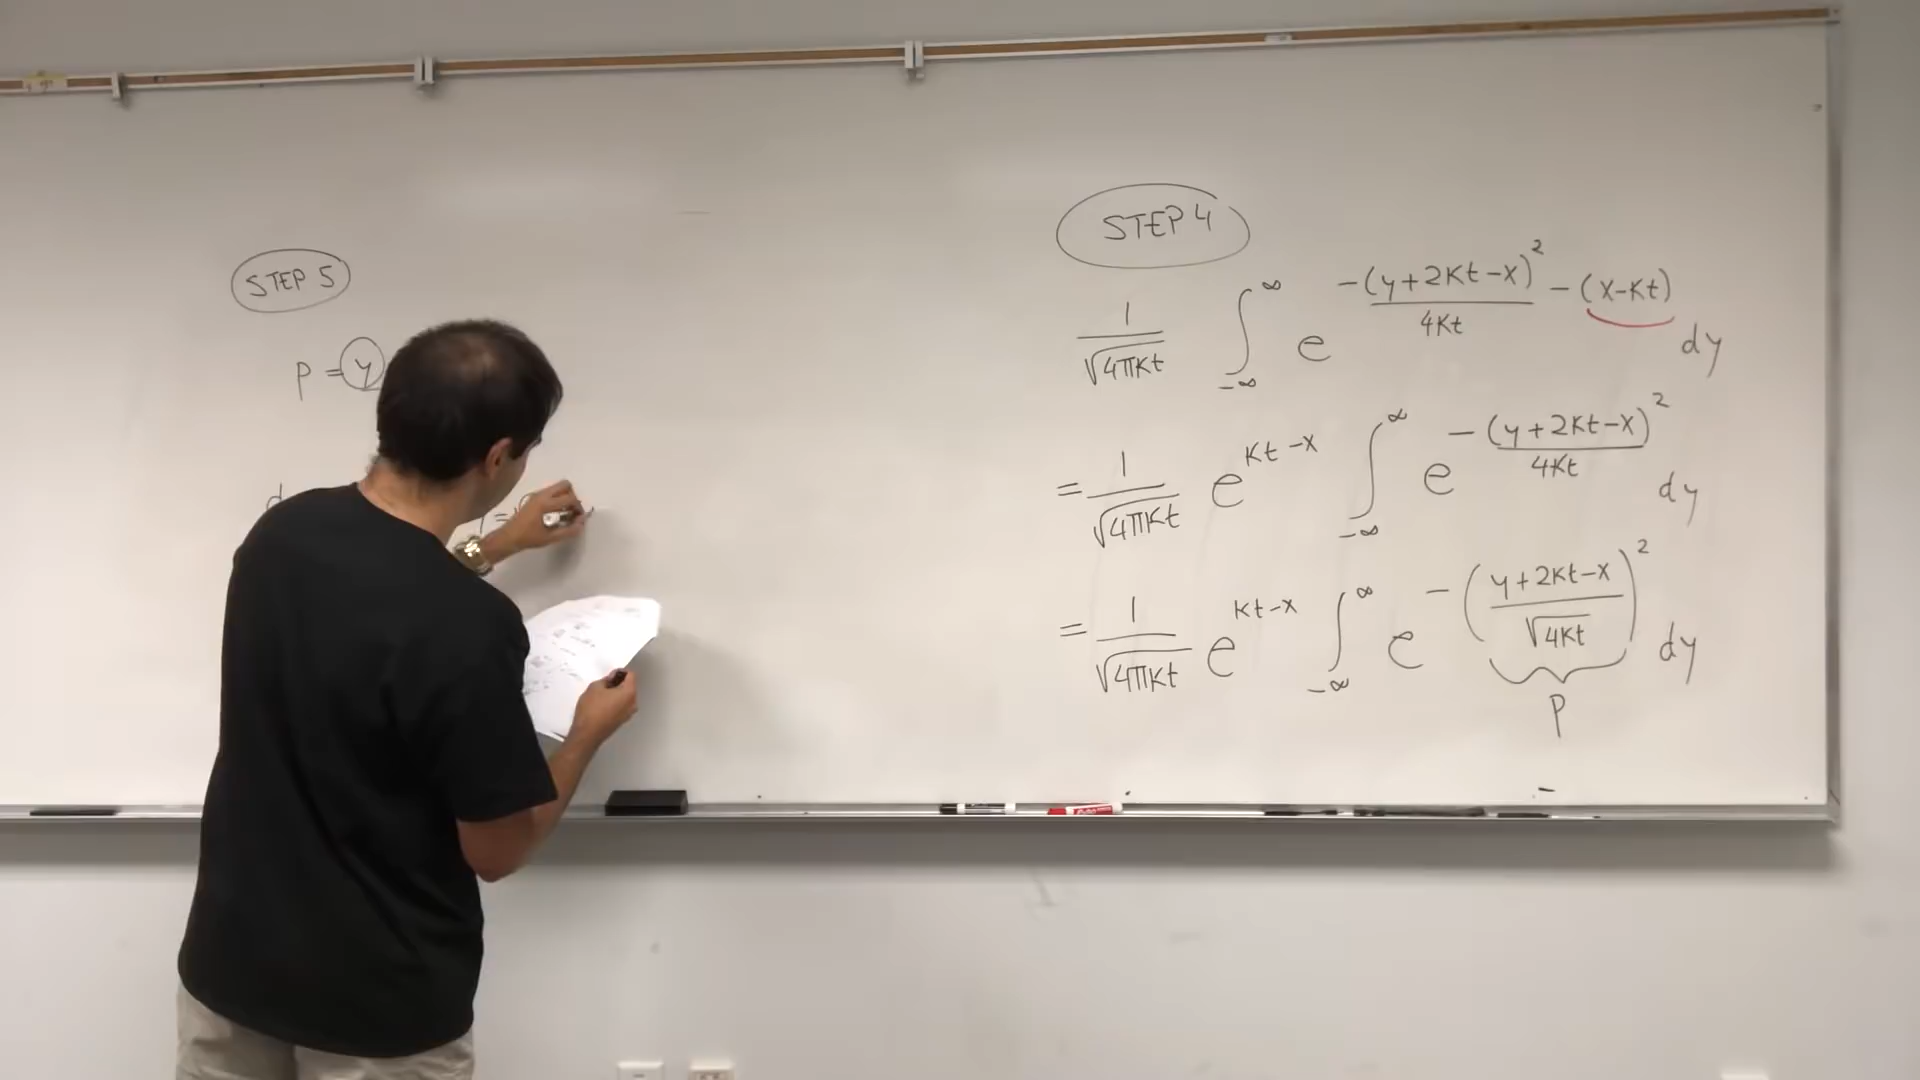 STEP 5
p = y
STEP 4
1/√4πkt ∫_{-∞}^{∞} e^{-(y+2kt-x)²/4kt - (x-kt)} dy
= 1/√4πkt e^{kt-x} ∫_{-∞}^{∞} e^{-(y+2kt-x)²/4kt} dy
= 1/√4πkt e^{kt-x} ∫_{-∞}^{∞} e^{-((y+2kt-x)/√4kt)²} dy
p